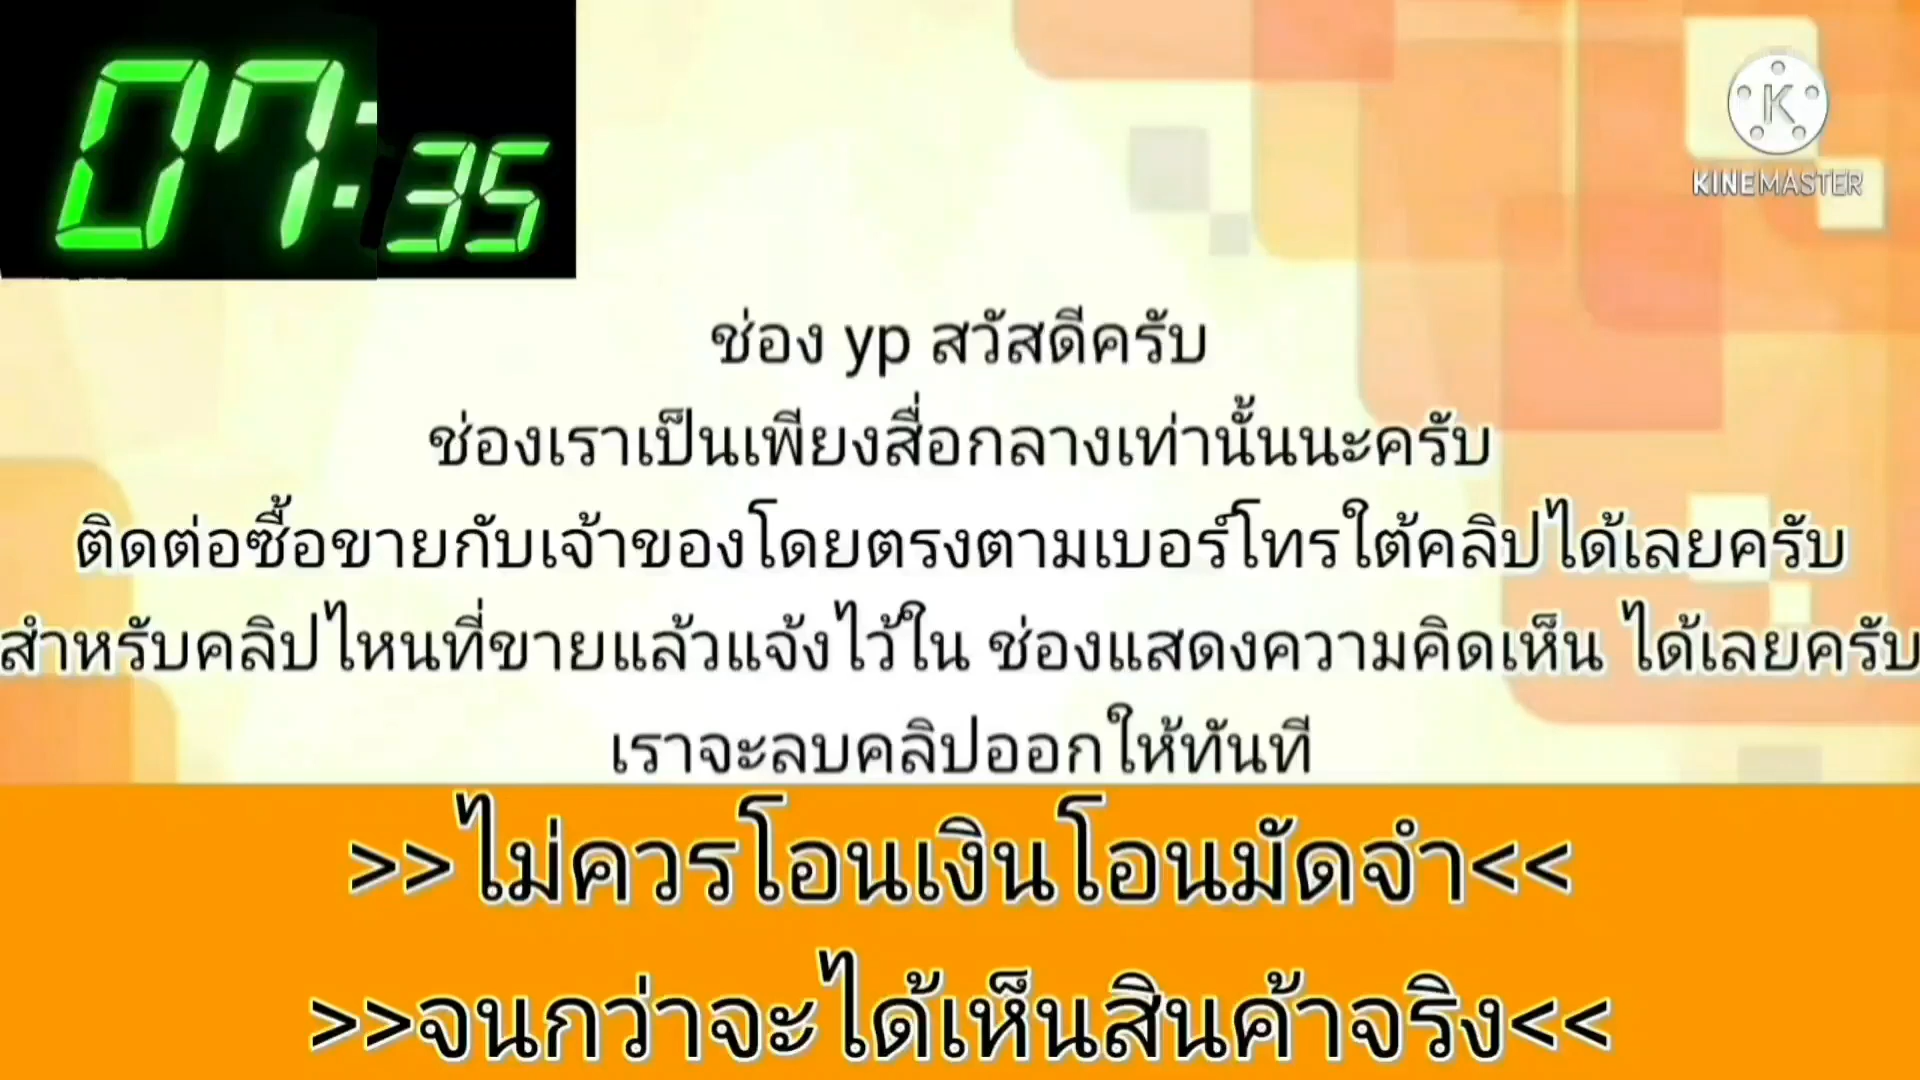 07:35
KINEMASTER
ช่อง yp สวัสดีครับ
ช่องเราเป็นเพียงสื่อกลางเท่านั้นนะครับ
ติดต่อซื้อขายกับเจ้าของโดยตรงตามเบอร์โทรใต้คลิปได้เลยครับ
สำหรับคลิปไหนที่ขายแล้วแจ้งไว้ใน ช่องแสดงความคิดเห็น ได้เลยครับ
เราจะลบคลิปออกให้ทันที
>>ไม่ควรโอนเงินโอนมัดจำ<<
>>จนกว่าจะได้เห็นสินค้าจริง<<